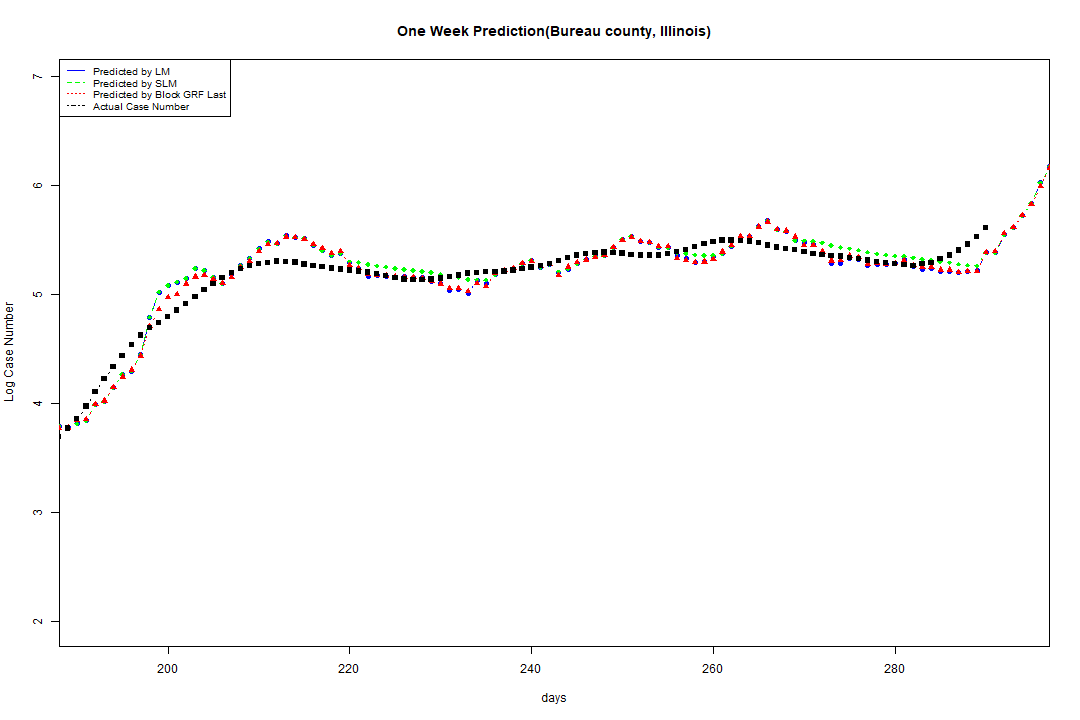 One Week Prediction(Bureau county, Illinois)
Predicted by LM
Predicted by SLM
Predicted by Block GRF Last
Actual Case Number
7
6
5
4
3
2
Log Case Number
200 220 240 260 280
days